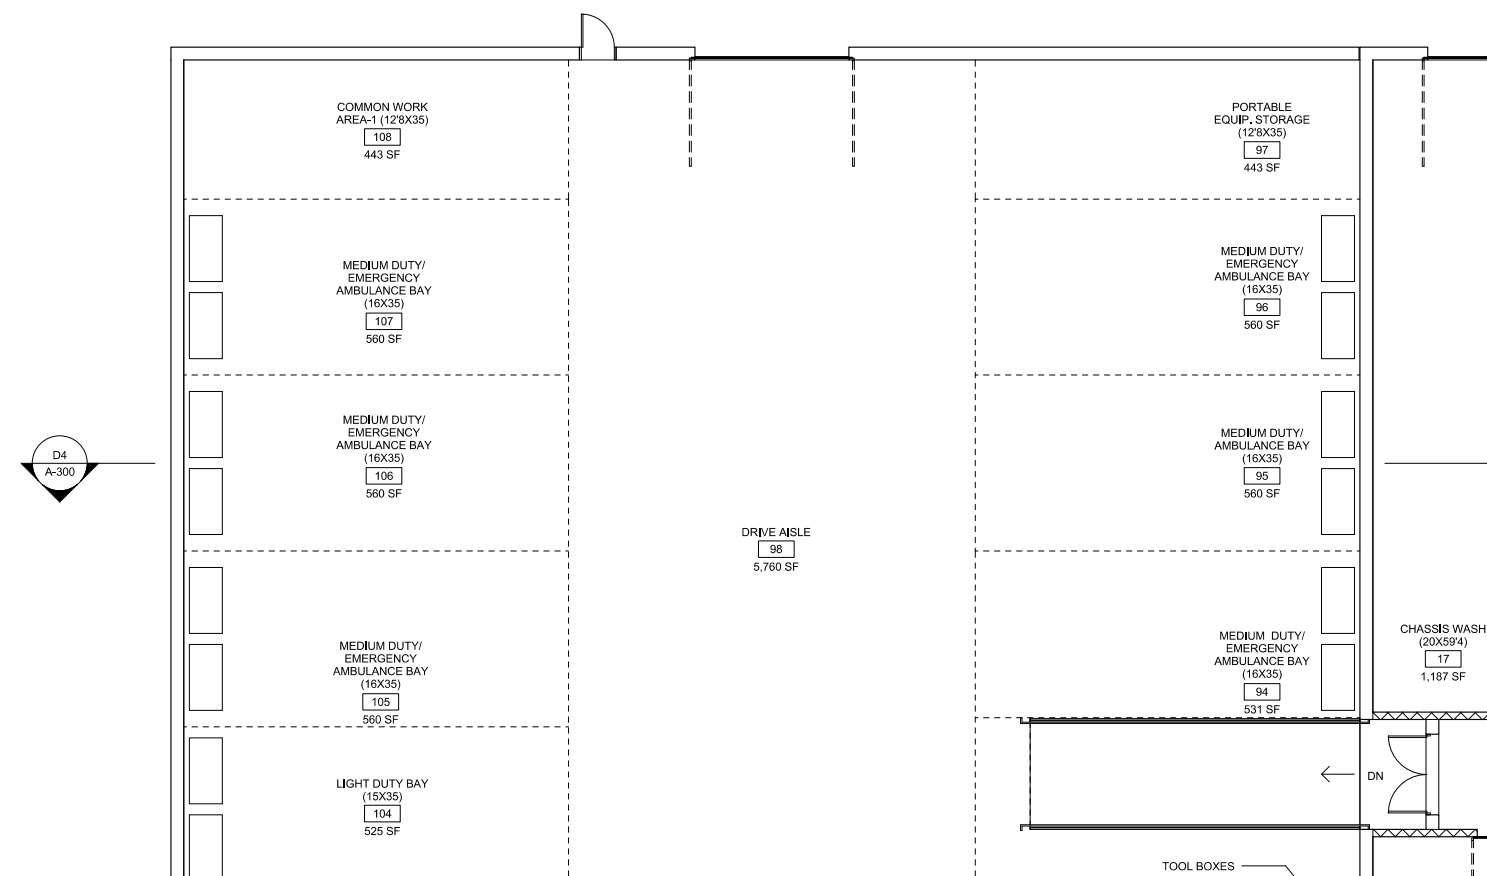 COMMON WORK
AREA-1 (12'8X35)
108
443 SF
PORTABLE
EQUIP. STORAGE
(12'8X35)
97
443 SF
MEDIUM DUTY/
EMERGENCY
AMBULANCE BAY
(16X35)
107
560 SF
MEDIUM DUTY/
EMERGENCY
AMBULANCE BAY
(16X35)
96
560 SF
MEDIUM DUTY/
EMERGENCY
AMBULANCE BAY
(16X35)
106
560 SF
MEDIUM DUTY/
AMBULANCE BAY
(16X35)
95
560 SF
D4
A-300
DRIVE AISLE
98
5,760 SF
MEDIUM DUTY/
EMERGENCY
AMBULANCE BAY
(16X35)
105
560 SF
MEDIUM DUTY/
EMERGENCY
AMBULANCE BAY
(16X35)
94
531 SF
CHASSIS WASH
(20X59'4)
17
1,187 SF
LIGHT DUTY BAY
(15X35)
104
525 SF
DN
TOOL BOXES